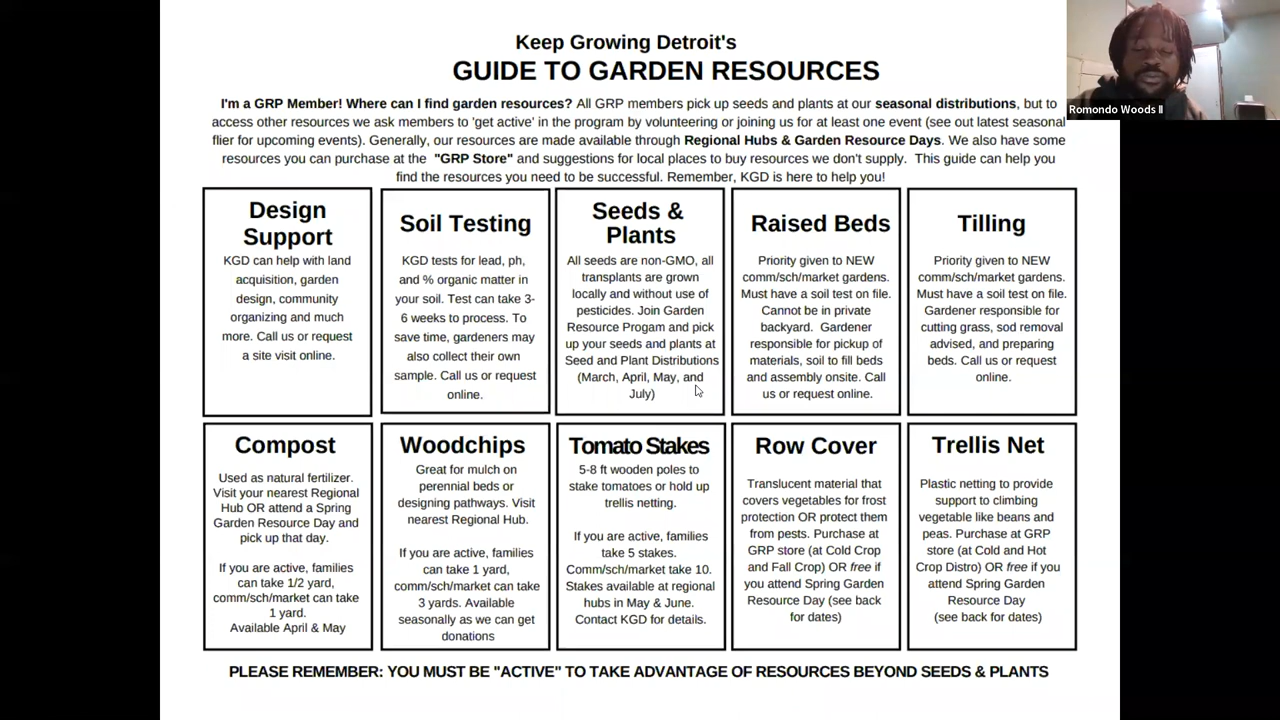 Keep Growing Detroit's
GUIDE TO GARDEN RESOURCES
I'm a GRP Member! Where can I find garden resources? All GRP members pick up seeds and plants at our seasonal distributions, but to
access other resources we ask members to 'get active' in the program by volunteering or joining us for at least one event (see out latest seasonal
flier for upcoming events). Generally, our resources are made available through Regional Hubs & Garden Resource Days. We also have some
resources you can purchase at the "GRP Store" and suggestions for local places to buy resources we don't supply. This guide can help you
find the resources you need to be successful. Remember, KGD is here to help you!
Romondo Woods II
Design
Support
KGD can help with land
acquisition, garden
design, community
organizing and much
more. Call us or request
a site visit online.
Soil Testing
KGD tests for lead, ph,
and % organic matter in
your soil. Test can take 3-
6 weeks to process. To
save time, gardeners may
also collect their own
sample. Call us or request
online.
Seeds &
Plants
All seeds are non-GMO, all
transplants are grown
locally and without use of
pesticides. Join Garden
Resource Progam and pick
up your seeds and plants at
Seed and Plant Distributions
(March, April, May, and
July)
Raised Beds
Priority given to NEW
comm/sch/market gardens.
Must have a soil test on file.
Cannot be in private
backyard. Gardener
responsible for pickup of
materials, soil to fill beds
and assembly onsite. Call
us or request online.
Tilling
Priority given to NEW
comm/sch/market gardens.
Must have a soil test on file.
Gardener responsible for
cutting grass, sod removal
advised, and preparing
beds. Call us or request
online.
Compost
Used as natural fertilizer.
Visit your nearest Regional
Hub OR attend a Spring
Garden Resource Day and
pick up that day.
If you are active, families
can take 1/2 yard,
comm/sch/market can take
1 yard.
Available April & May
Woodchips
Great for mulch on
perennial beds or
designing pathways. Visit
nearest Regional Hub.
If you are active, families
can take 1 yard,
comm/sch/market can take
3 yards. Available
seasonally as we can get
donations
Tomato Stakes
5-8 ft wooden poles to
stake tomatoes or hold up
trellis netting.
If you are active, families
take 5 stakes.
Comm/sch/market take 10.
Stakes available at regional
hubs in May & June.
Contact KGD for details.
Row Cover
Translucent material that
covers vegetables for frost
protection OR protect them
from pests. Purchase at
GRP store (at Cold Crop
and Fall Crop) OR free if
you attend Spring Garden
Resource Day (see back
for dates)
Trellis Net
Plastic netting to provide
support to climbing
vegetable like beans and
peas. Purchase at GRP
store (at Cold and Hot
Crop Distro) OR free if you
attend Spring Garden
Resource Day
(see back for dates)
PLEASE REMEMBER: YOU MUST BE "ACTIVE" TO TAKE ADVANTAGE OF RESOURCES BEYOND SEEDS & PLANTS